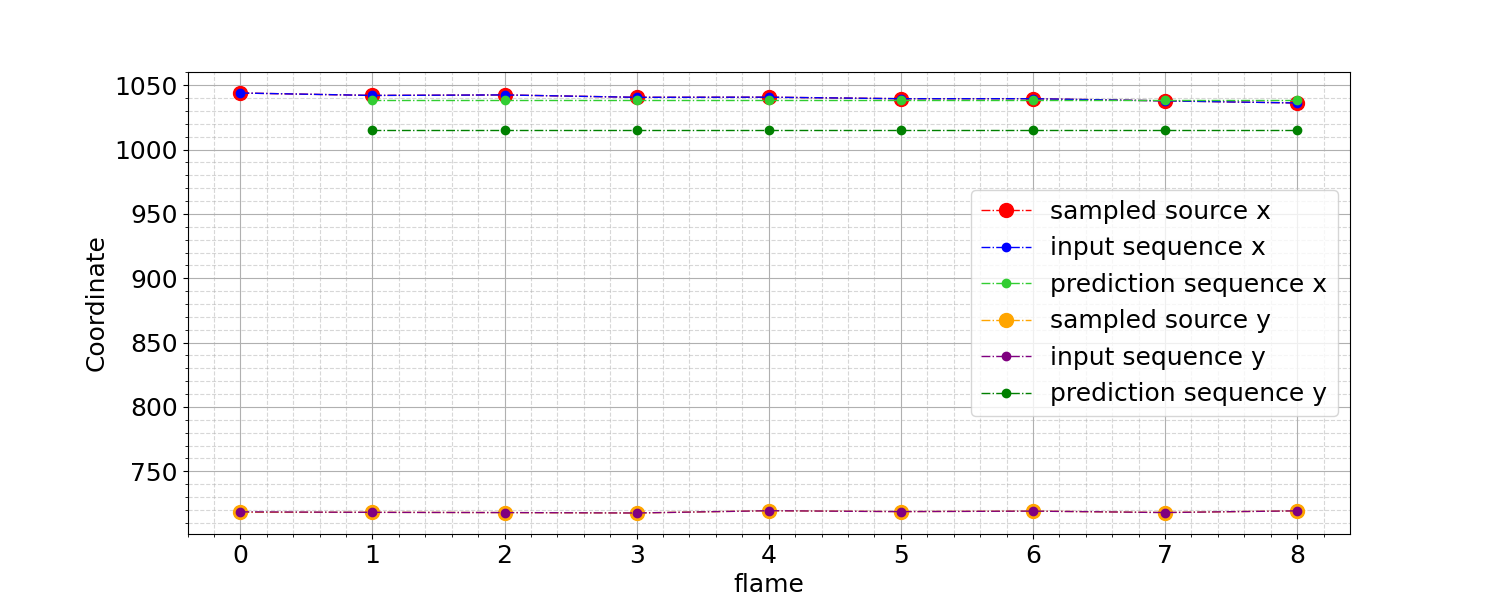 1050
1000
950
900
850
800
750
Coordinate
sampled source x
input sequence x
prediction sequence x
sampled source y
input sequence y
prediction sequence y
0 1 2 3 4 5 6 7 8
flame